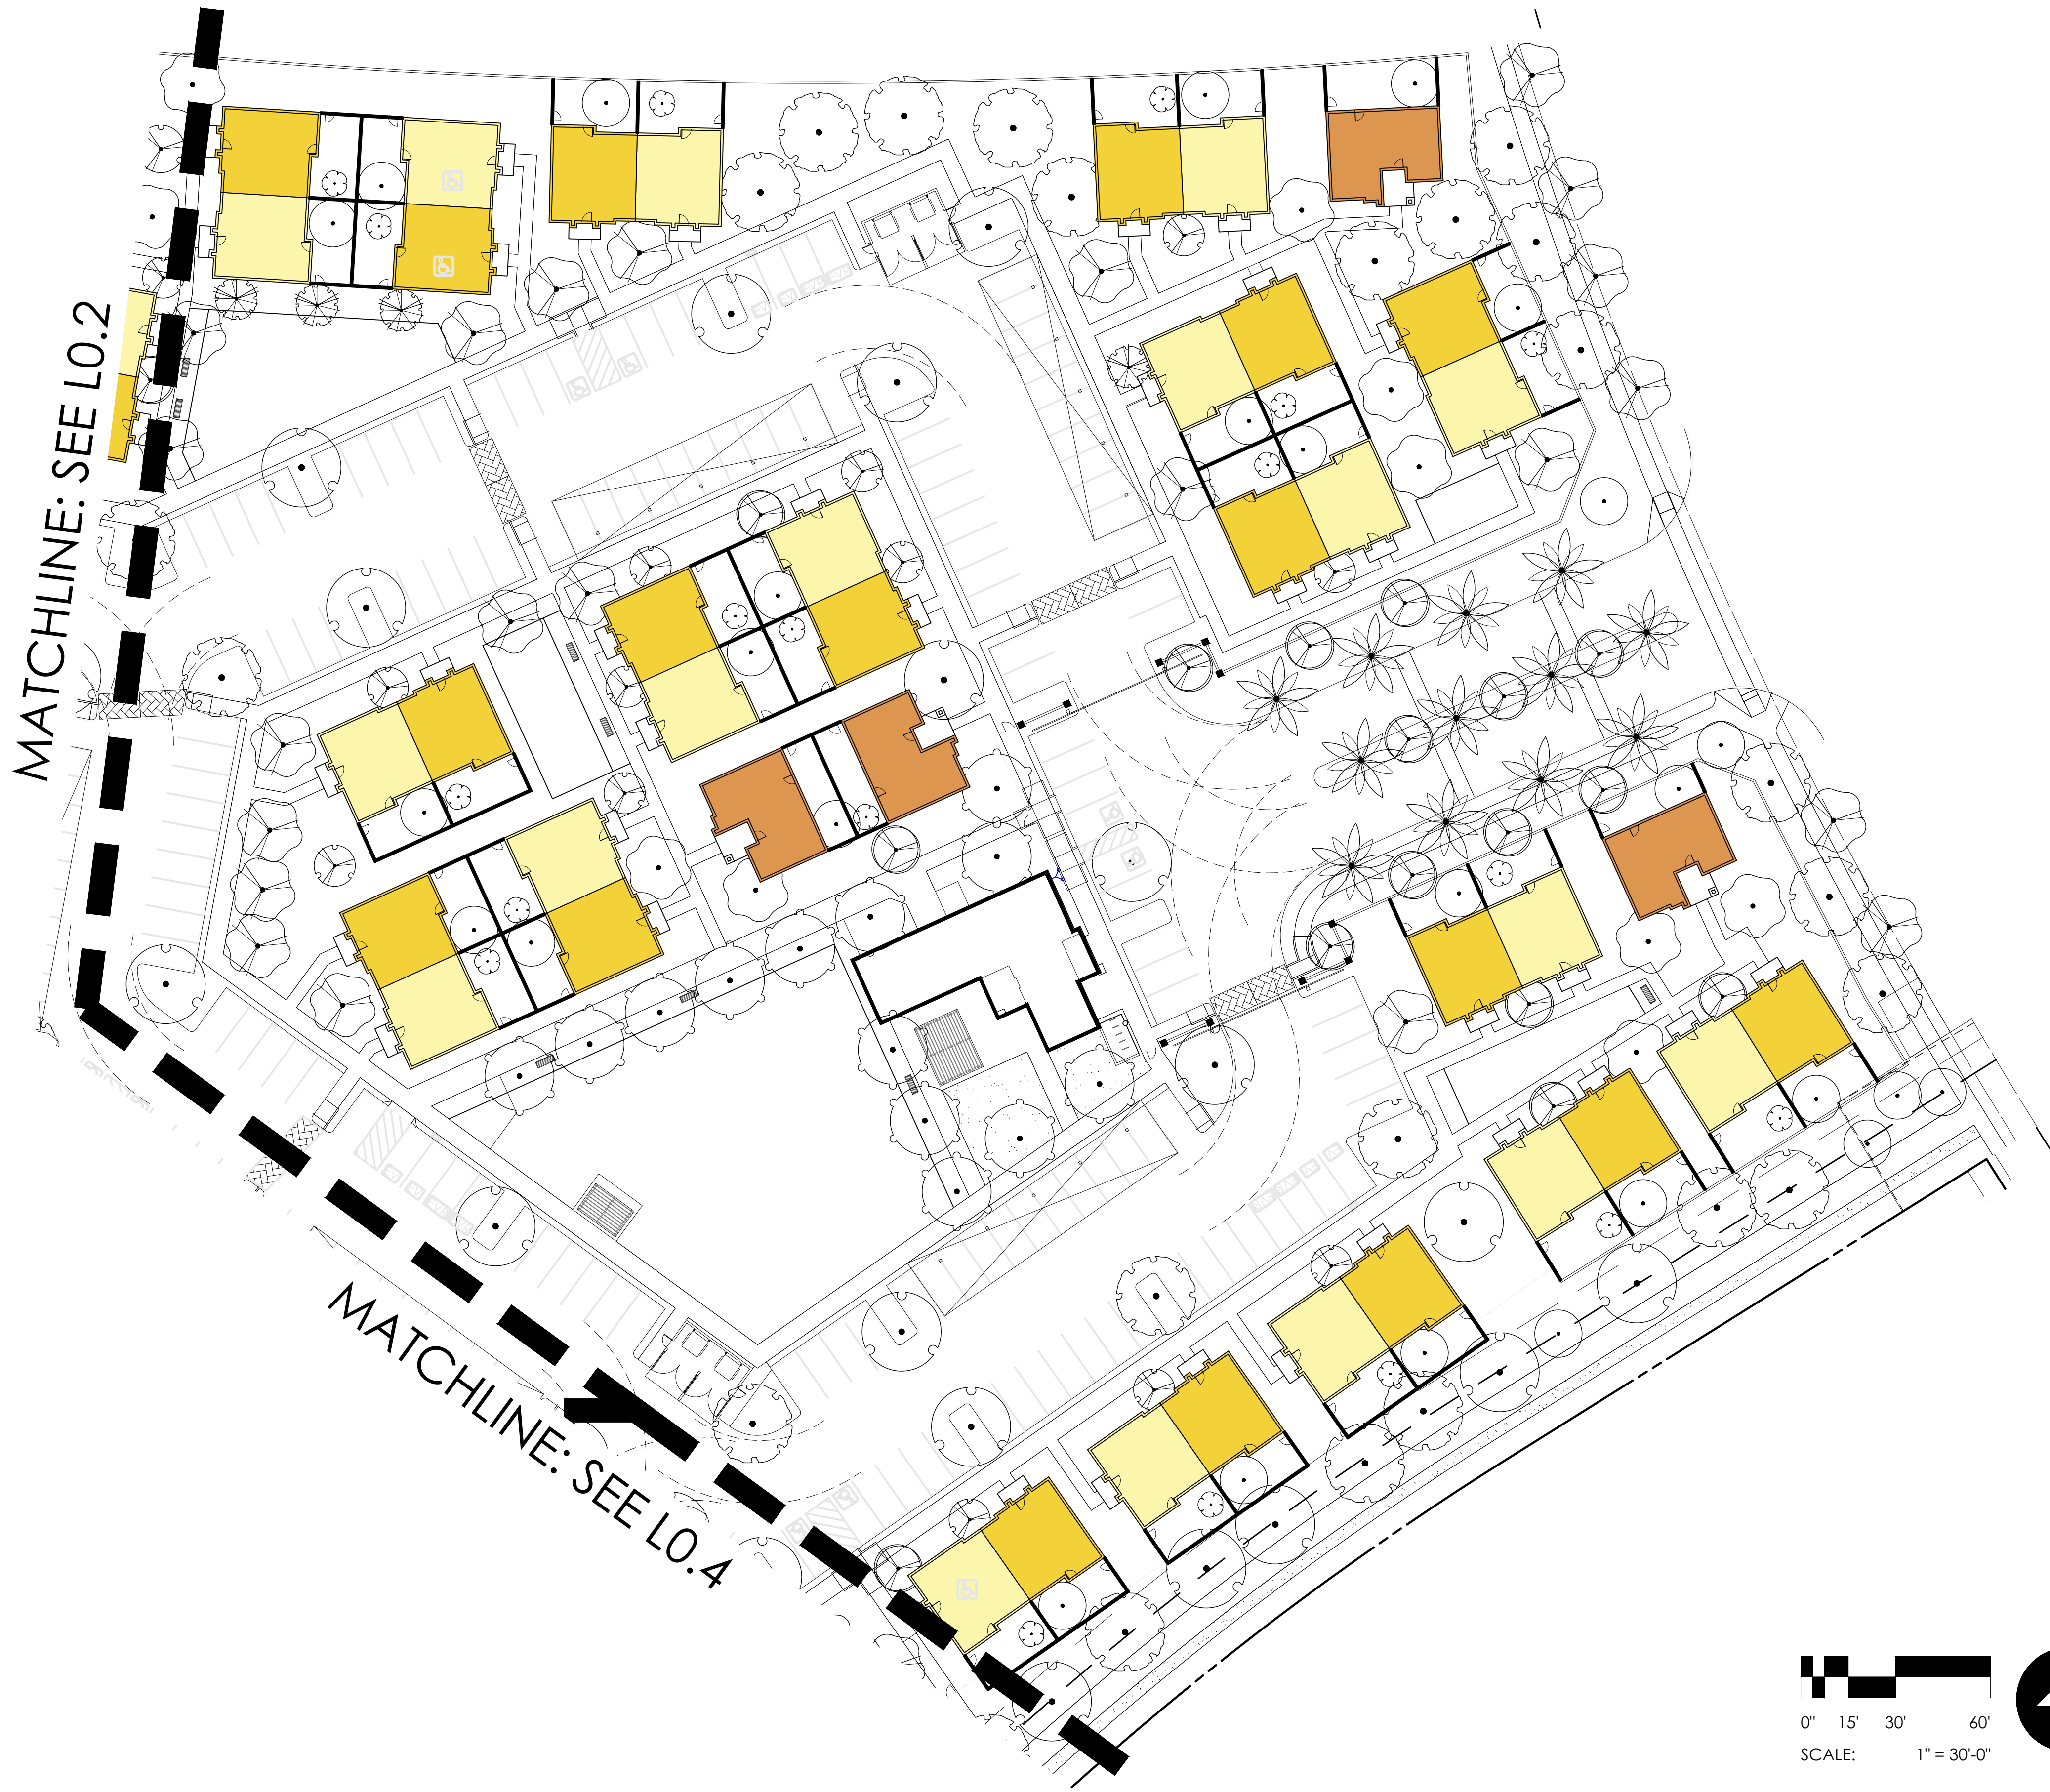 MATCHLINE: SEE L0.2
MATCHLINE: SEE L0.4
0" 15' 30' 60'
SCALE: 1" = 30'-0"